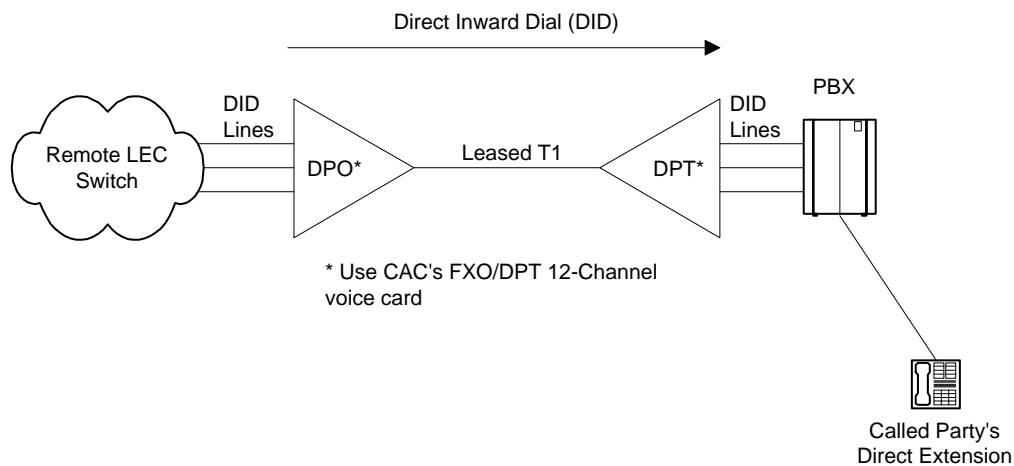 Direct Inward Dial (DID)
PBX
DID
Lines
DID
Lines
Remote LEC
Switch
DPO*
Leased T1
DPT*
* Use CAC's FXO/DPT 12-Channel
voice card
Called Party's
Direct Extension